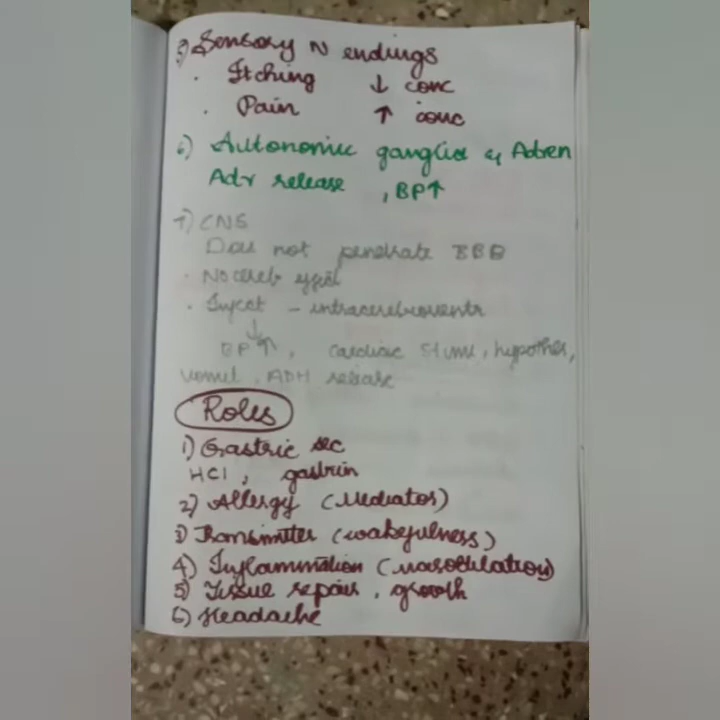 5) Sensory N endings
. Itching ↓ conc
. Pain ↑ conc
6) Autonomic ganglia & Adren
Adr release , BP↑
7) CNS
Does not penetrate BBB
. No cereb effect
. Inject - intracerebroventr
↓
BP↑, cardiac stimu, hypother,
vomit, ADH release
Roles
1) Gastric sec
HCl , gastrin
2) Allergy (Mediator)
3) Transmitter (wakefulness)
4) Inflammation (vasodilation)
5) Tissue repair, growth
6) Headache